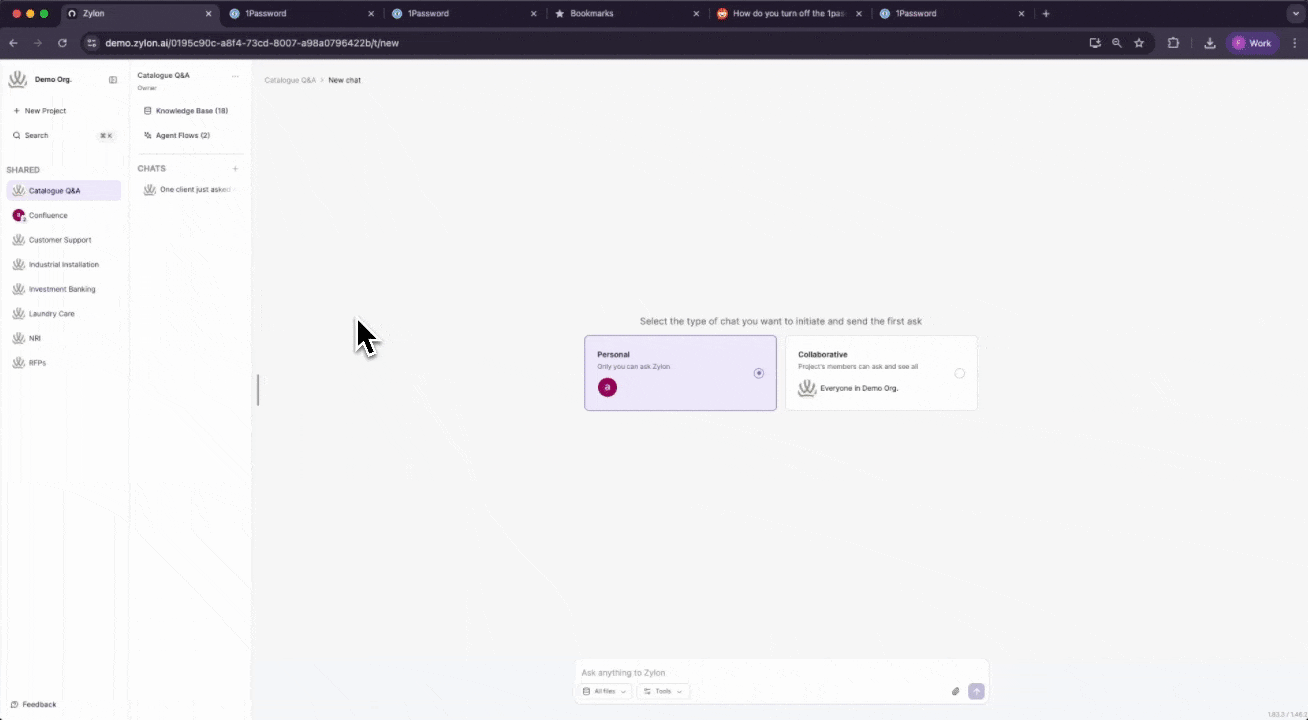 Zylon
1Password
1Password
Bookmarks
How do you turn off the 1pas
1Password
demo.zylon.ai/0195c90c-a8f4-73cd-8007-a98a0796422b/t/new
Work
Demo Org.
New Project
Search
⌘ K
SHARED
Catalogue Q&A
Confluence
Customer Support
Industrial Installation
Investment Banking
Laundry Care
NRI
RFPs
Feedback
Catalogue Q&A
Owner
Knowledge Base (18)
Agent Flows (2)
CHATS
One client just asked
Catalogue Q&A › New chat
Select the type of chat you want to initiate and send the first ask
Personal
Only you can ask Zylon
a
Collaborative
Project's members can ask and see all
Everyone in Demo Org.
Ask anything to Zylon
All files
Tools